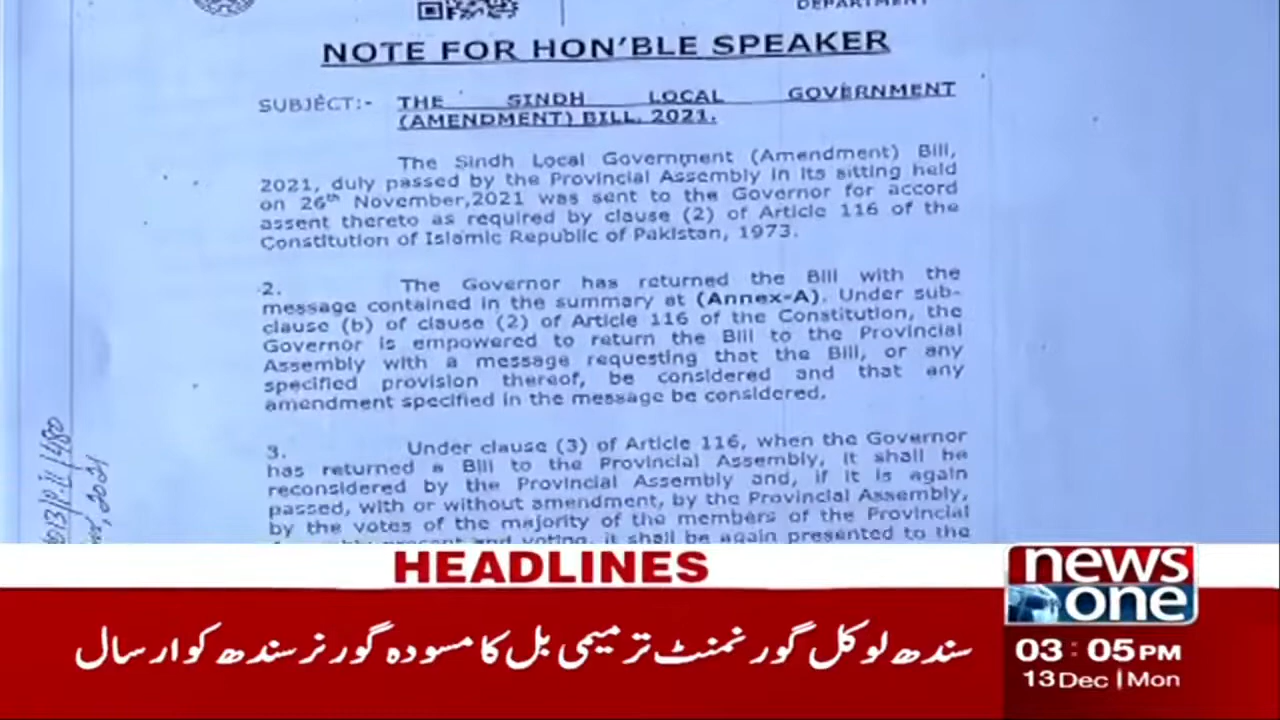 DEPARTMENT
NOTE FOR HON'BLE SPEAKER
SUBJECT:- THE SINDH LOCAL GOVERNMENT
(AMENDMENT) BILL, 2021.
The Sindh Local Government (Amendment) Bill,
2021, duly passed by the Provincial Assembly in its sitting held
on 26th November,2021 was sent to the Governor for accord
assent thereto as required by clause (2) of Article 116 of the
Constitution of Islamic Republic of Pakistan, 1973.
2. The Governor has returned the Bill with the
message contained in the summary at (Annex-A). Under sub-
clause (b) of clause (2) of Article 116 of the Constitution, the
Governor is empowered to return the Bill to the Provincial
Assembly with a message requesting that the Bill, or any
specified provision thereof, be considered and that any
amendment specified in the message be considered.
3. Under clause (3) of Article 116, when the Governor
has returned a Bill to the Provincial Assembly, it shall be
reconsidered by the Provincial Assembly and, if it is again
passed, with or without amendment, by the Provincial Assembly,
by the votes of the majority of the members of the Provincial
present and voting, it shall be again presented to the
HEADLINES
news
one
سندھ لوکل گورنمنٹ ترمیمی بل کا مسودہ گورنر سندھ کو ارسال
03:05PM
13Dec|Mon